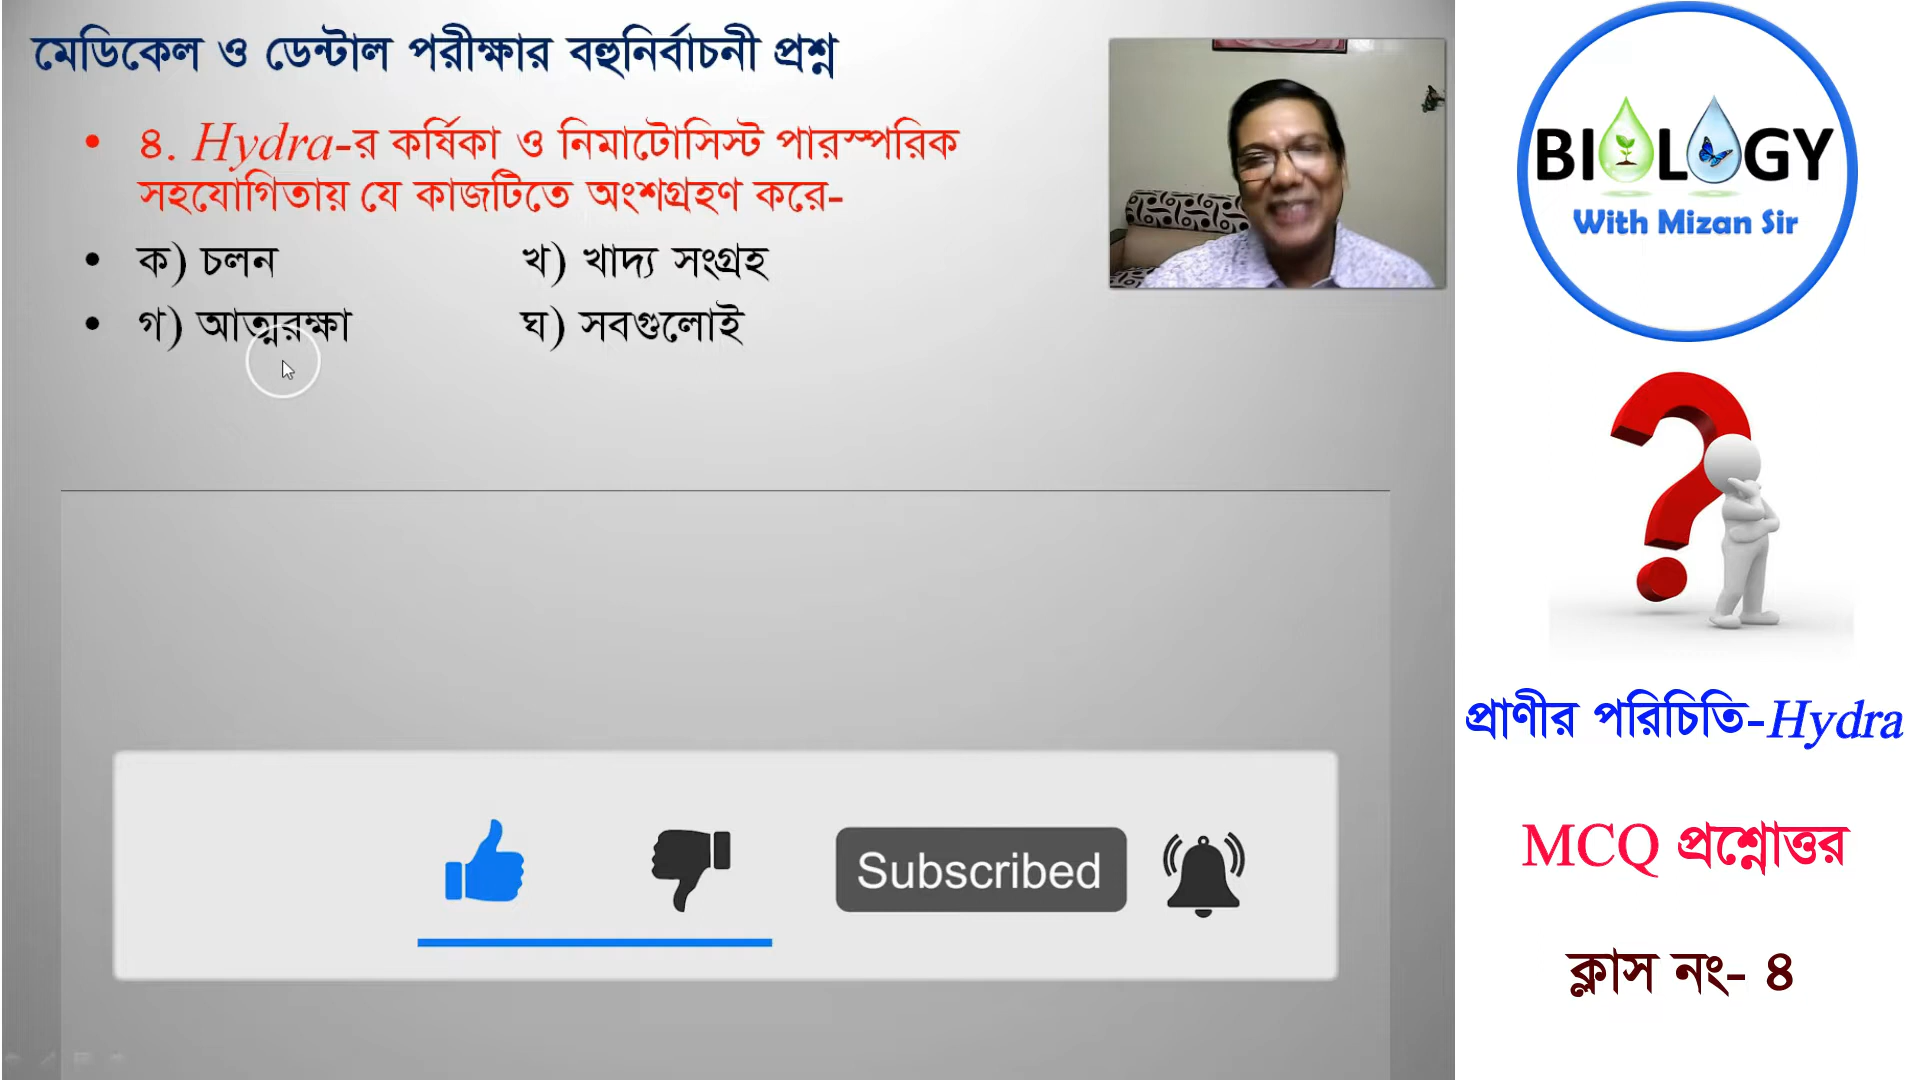 মেডিকেল ও ডেন্টাল পরীক্ষার বহুনির্বাচনী প্রশ্ন
• ৪. Hydra-র কর্ষিকা ও নিমাটোসিস্ট পারস্পরিক
সহযোগিতায় যে কাজটিতে অংশগ্রহণ করে-
• ক) চলন খ) খাদ্য সংগ্রহ
• গ) আত্মরক্ষা ঘ) সবগুলোই
Subscribed
BIOLOGY
With Mizan Sir
প্রাণীর পরিচিতি-Hydra
MCQ প্রশ্নোত্তর
ক্লাস নং- ৪